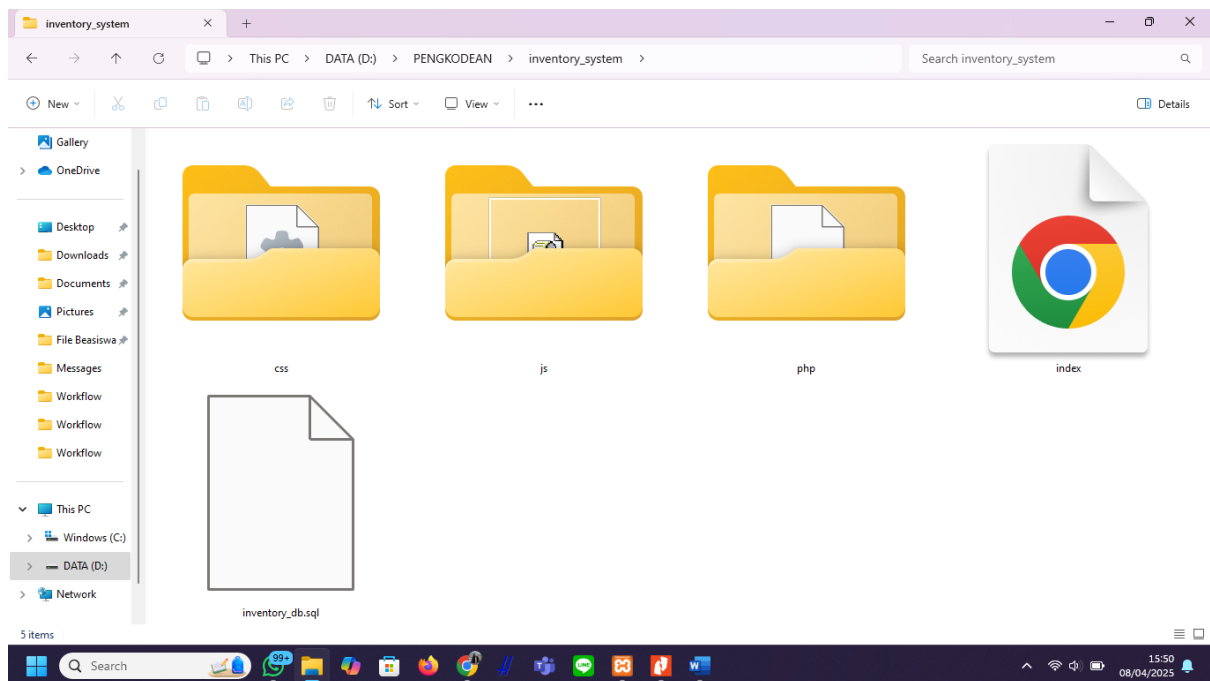 inventory_system
This PC > DATA (D:) > PENGKODEAN > inventory_system >
Search inventory_system
New
Sort
View
Details
Gallery
OneDrive
Desktop
Downloads
Documents
Pictures
File Beasiswa
Messages
Workflow
Workflow
Workflow
This PC
Windows (C:)
DATA (D:)
Network
css
js
php
index
inventory_db.sql
5 items
Search
99+
15:50
08/04/2025